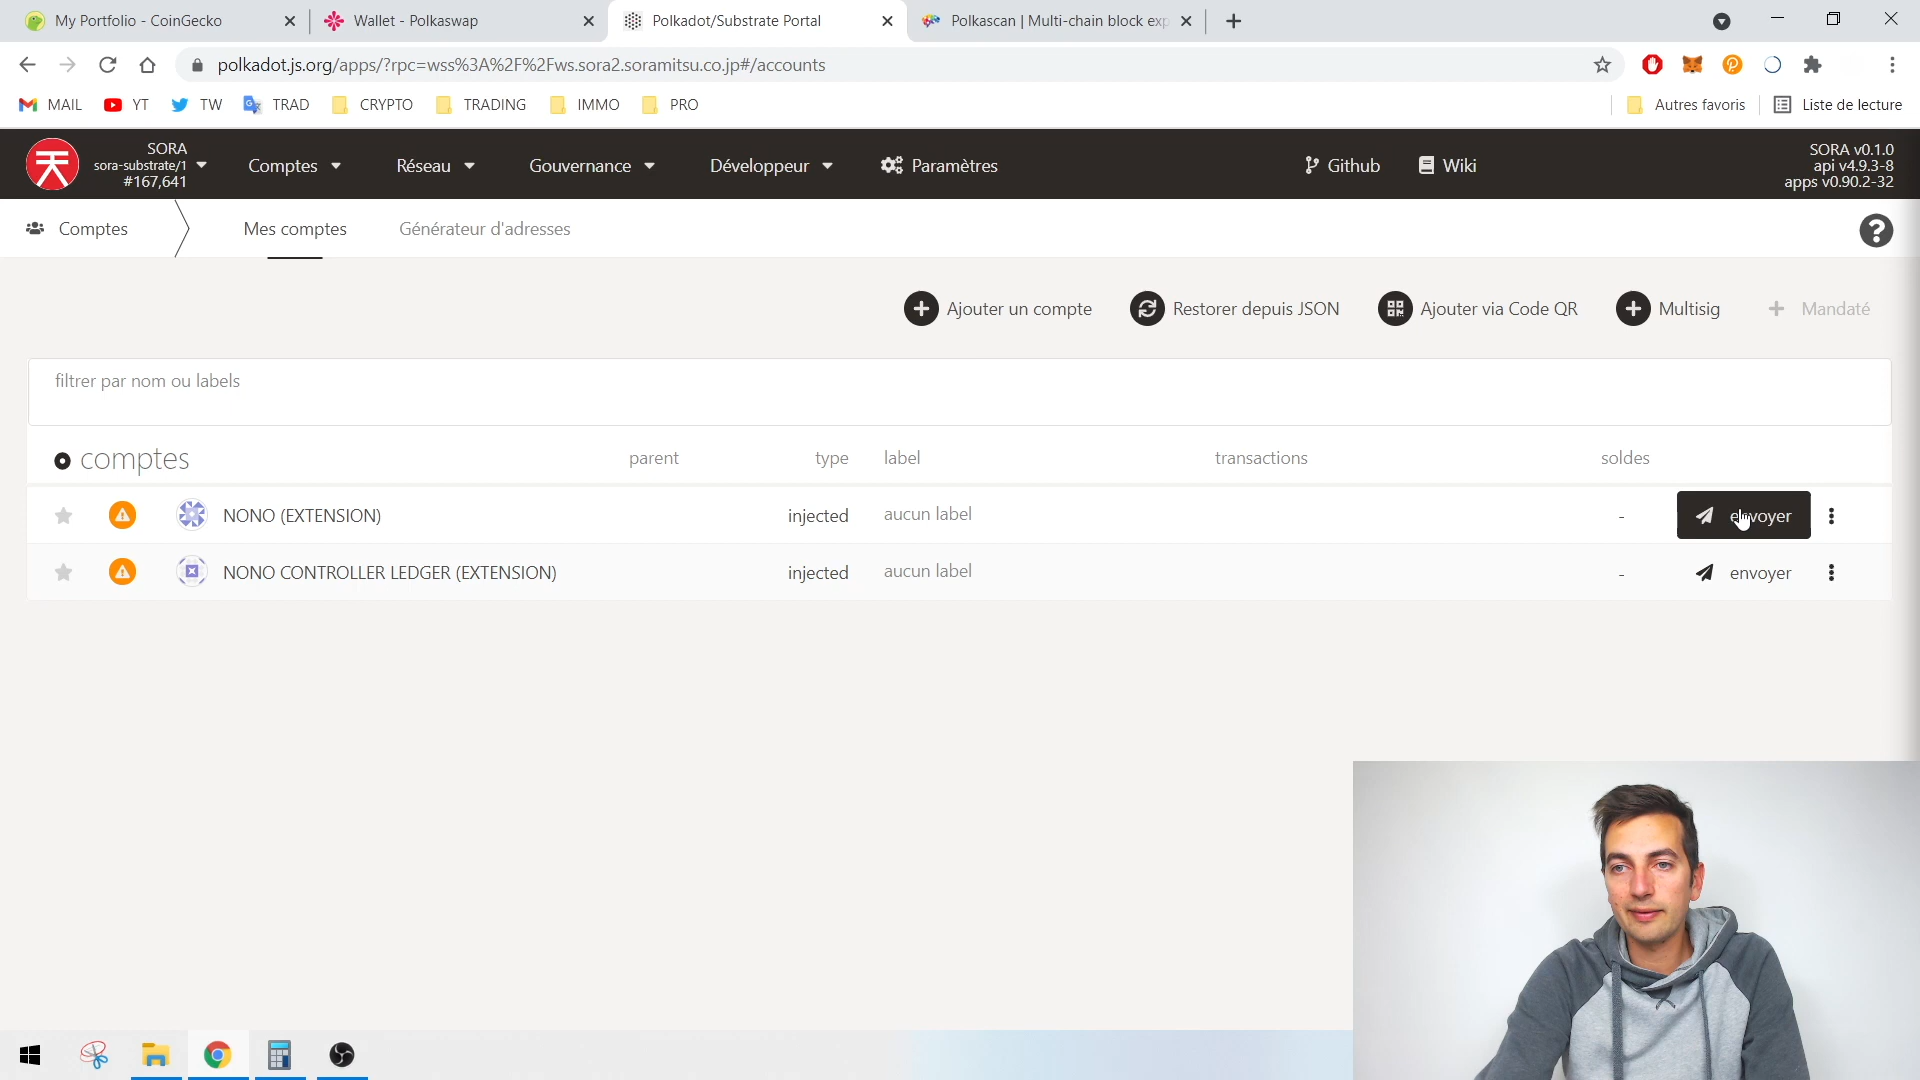 My Portfolio - CoinGecko
Wallet - Polkaswap
Polkadot/Substrate Portal
Polkascan | Multi-chain block exp
polkadot.js.org/apps/?rpc=wss%3A%2F%2Fws.sora2.soramitsu.co.jp#/accounts
MAIL YT TW TRAD CRYPTO TRADING IMMO PRO Autres favoris Liste de lecture
SORA
sora-substrate/1
#167,641
Comptes Réseau Gouvernance Développeur Paramètres Github Wiki
SORA v0.1.0
api v4.9.3-8
apps v0.90.2-32
Comptes Mes comptes Générateur d'adresses
Ajouter un compte Restorer depuis JSON Ajouter via Code QR Multisig Mandaté
filtrer par nom ou labels
comptes parent type label transactions soldes
NONO (EXTENSION) injected aucun label - envoyer
NONO CONTROLLER LEDGER (EXTENSION) injected aucun label - envoyer